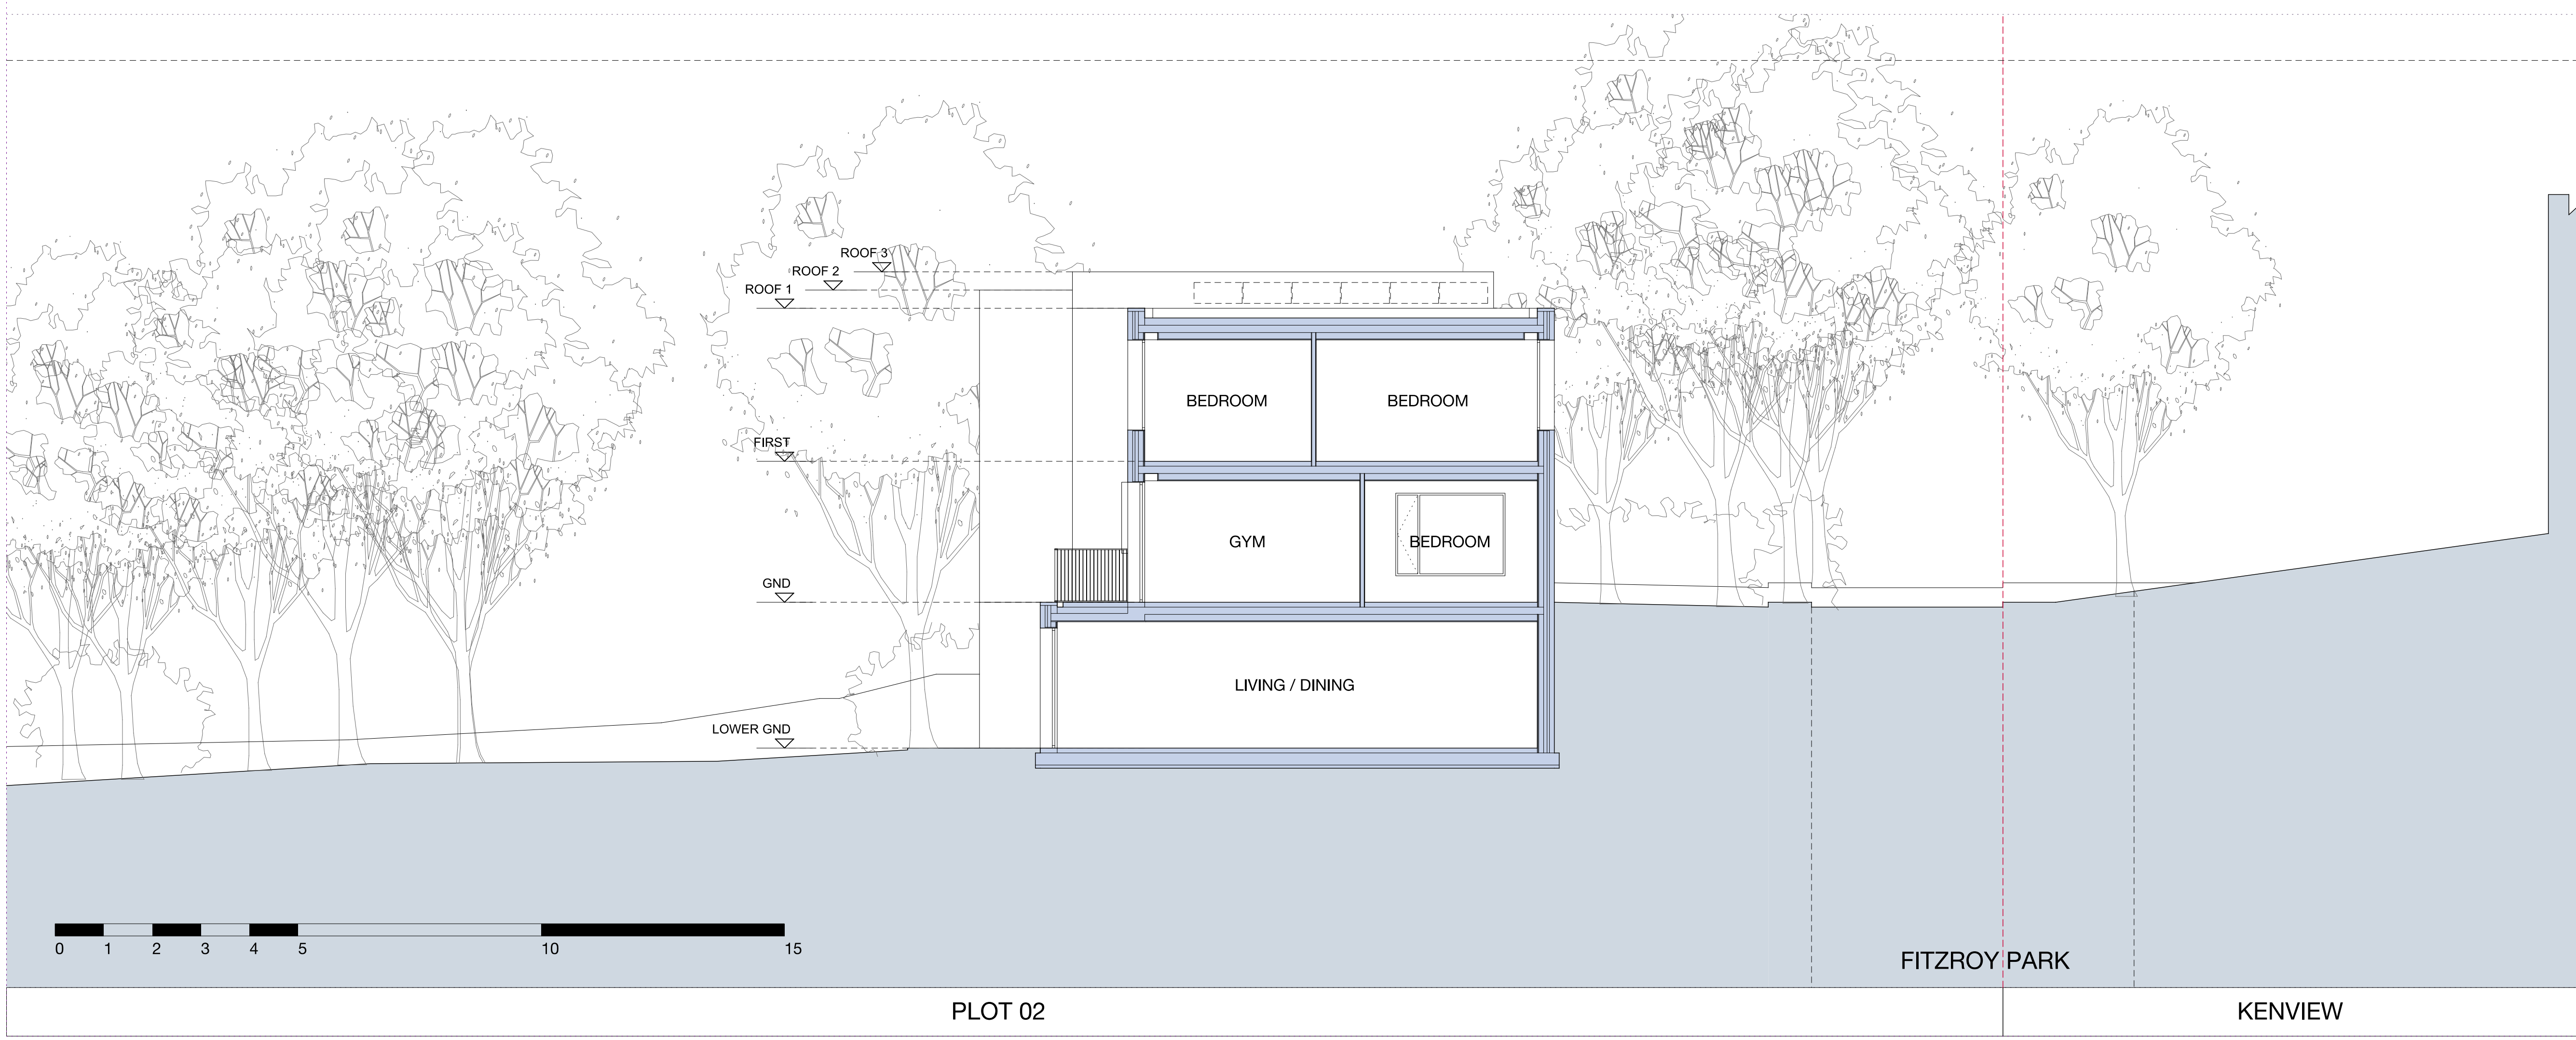 ROOF 3
ROOF 2
ROOF 1
BEDROOM BEDROOM
FIRST
GYM BEDROOM
GND
LIVING / DINING
LOWER GND
0 1 2 3 4 5 10 15
FITZROY PARK
PLOT 02 KENVIEW